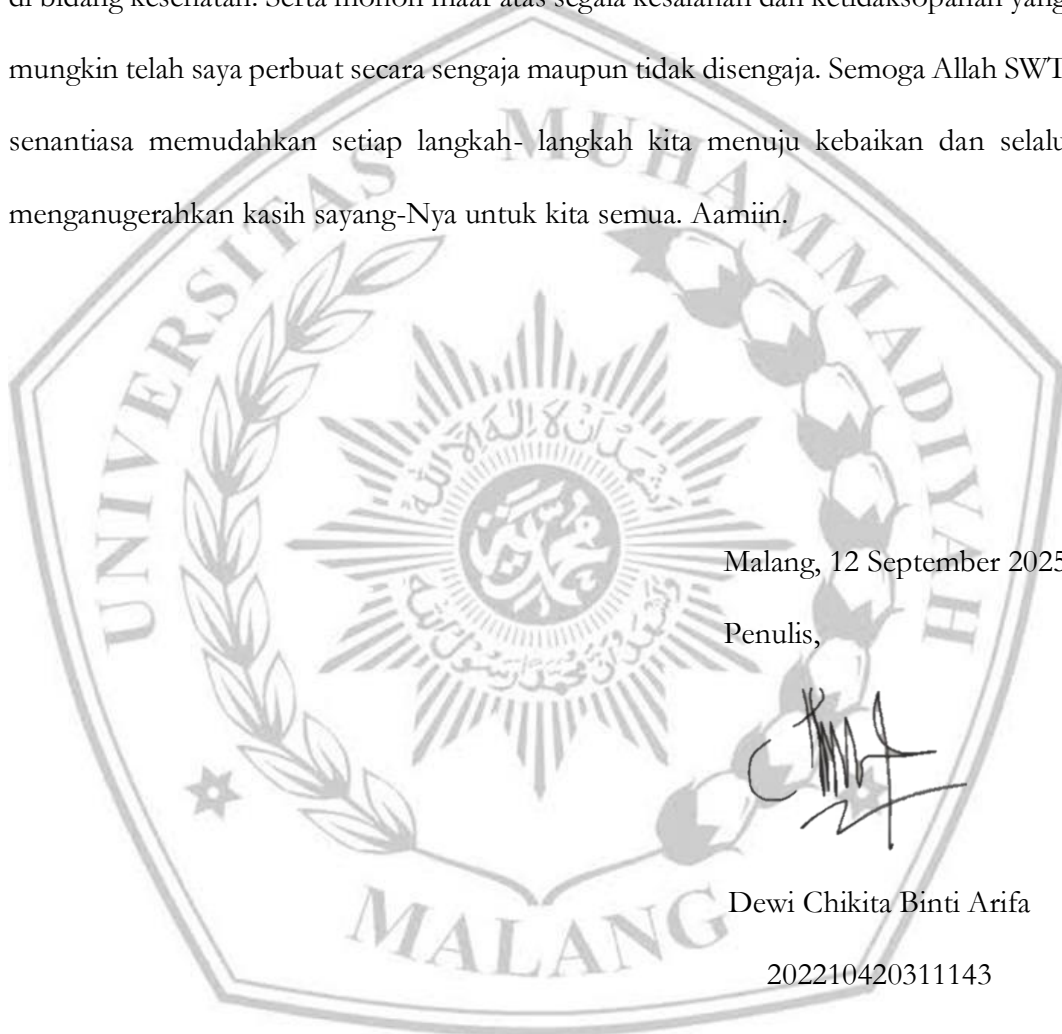 di bidang kesehatan. Serta mohon maaf atas segala kesalahan dan ketidaksopanan yang
mungkin telah saya perbuat secara sengaja maupun tidak disengaja. Semoga Allah SWT
senantiasa memudahkan setiap langkah- langkah kita menuju kebaikan dan selalu
menganugerahkan kasih sayang-Nya untuk kita semua. Aamiin.
UNIVERSITAS MUHAMMADIYAH
Malang, 12 September 2025
Penulis,
Dewi Chikita Binti Arifa
MALANG
202210420311143